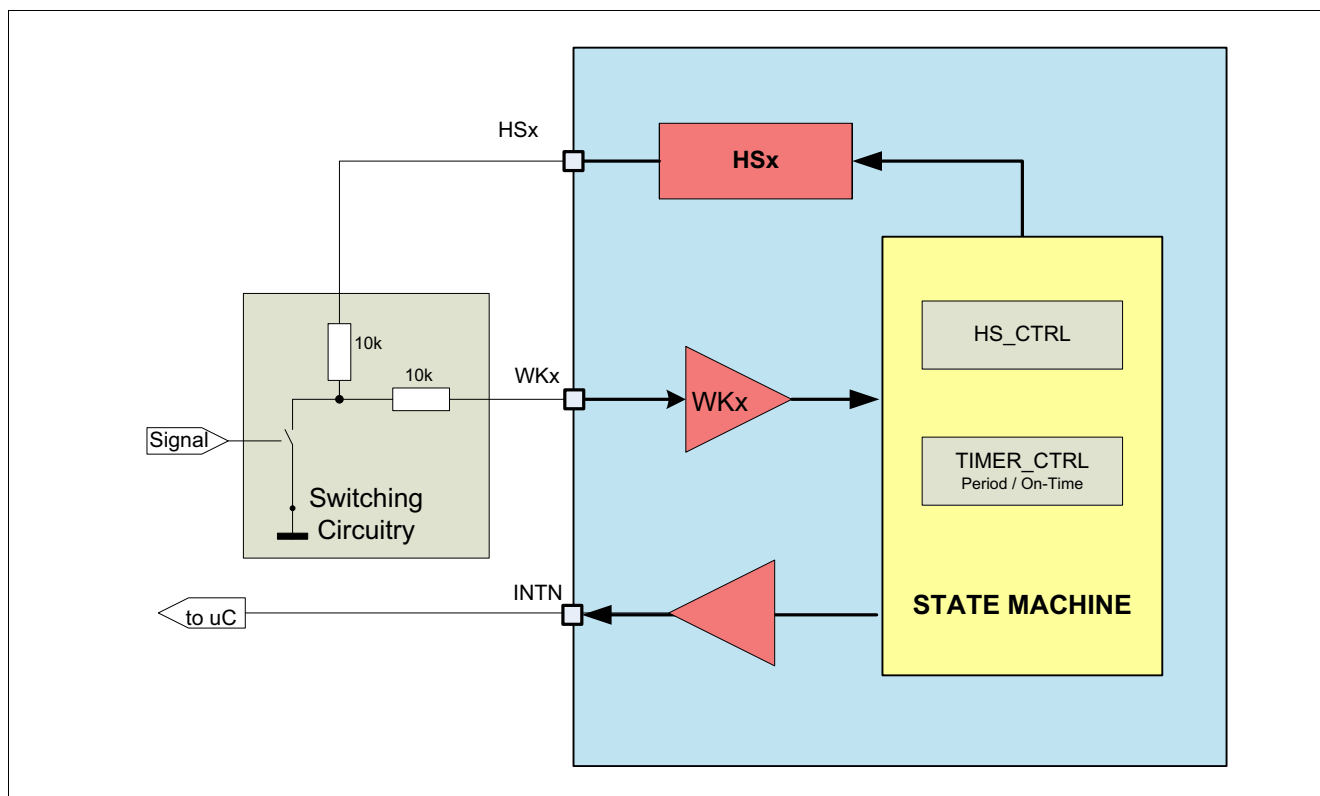 HSx
HSx
10k
10k
WKx
WKx
Signal
Switching
Circuitry
HS_CTRL
TIMER_CTRL
Period / On-Time
STATE MACHINE
INTN
to uC